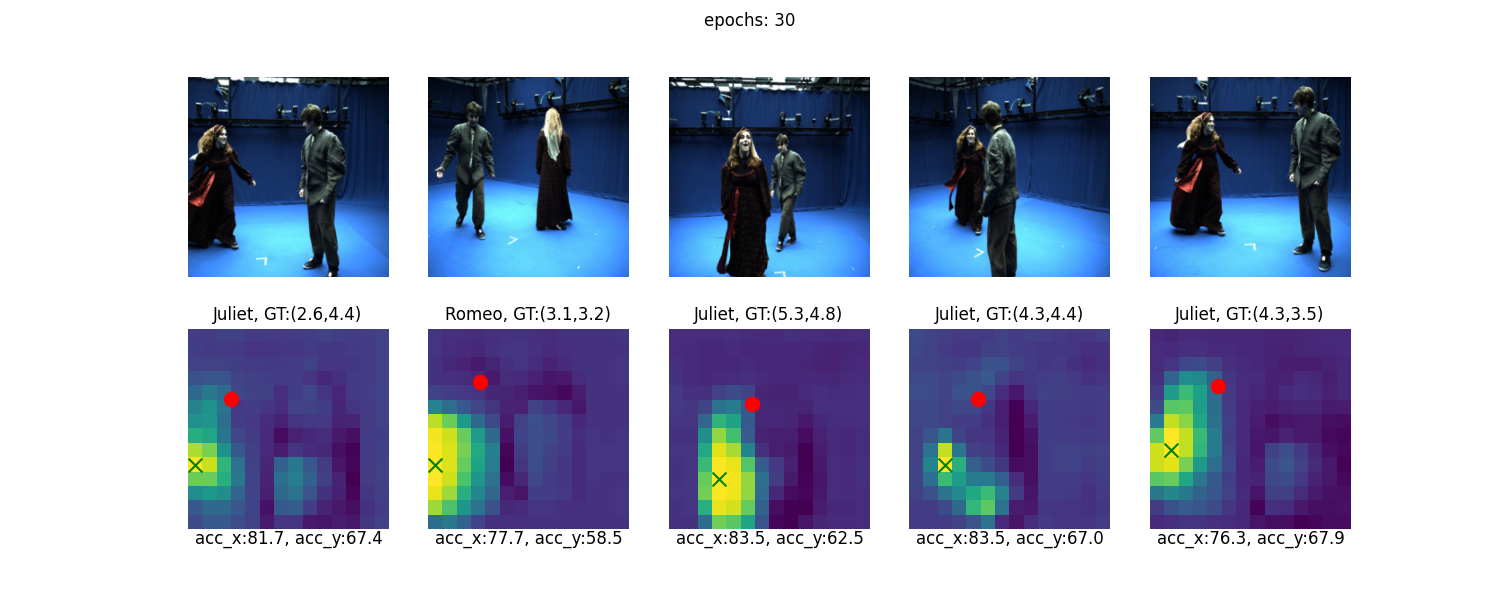 epochs: 30
Juliet, GT:(2.6,4.4)
Romeo, GT:(3.1,3.2)
Juliet, GT:(5.3,4.8)
Juliet, GT:(4.3,4.4)
Juliet, GT:(4.3,3.5)
acc_x:81.7, acc_y:67.4
acc_x:77.7, acc_y:58.5
acc_x:83.5, acc_y:62.5
acc_x:83.5, acc_y:67.0
acc_x:76.3, acc_y:67.9